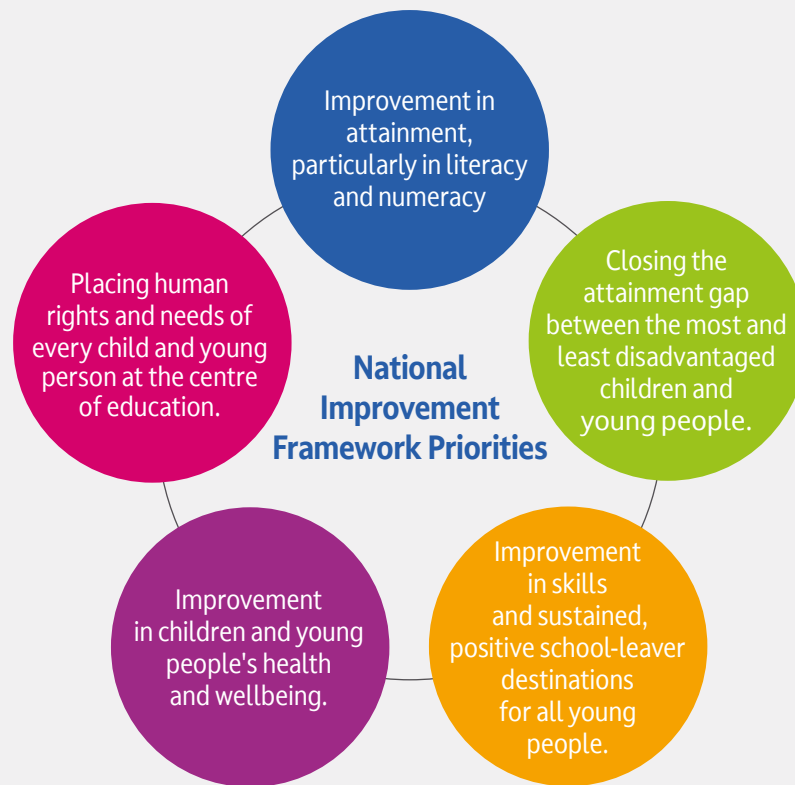 Improvement in
attainment,
particularly in literacy
and numeracy
Closing the
attainment gap
between the most and
least disadvantaged
children and
young people.
Improvement
in skills
and sustained,
positive school-leaver
destinations
for all young
people.
Improvement
in children and young
people's health
and wellbeing.
Placing human
rights and needs of
every child and young
person at the centre
of education.
National
Improvement
Framework Priorities